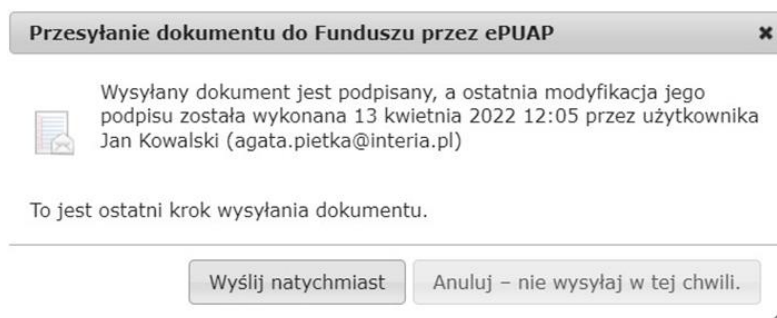 Przesyłanie dokumentu do Funduszu przez ePUAP
Wysyłany dokument jest podpisany, a ostatnia modyfikacja jego
podpisu została wykonana 13 kwietnia 2022 12:05 przez użytkownika
Jan Kowalski (agata.pietka@interia.pl)
To jest ostatni krok wysyłania dokumentu.
Wyślij natychmiast
Anuluj – nie wysyłaj w tej chwili.